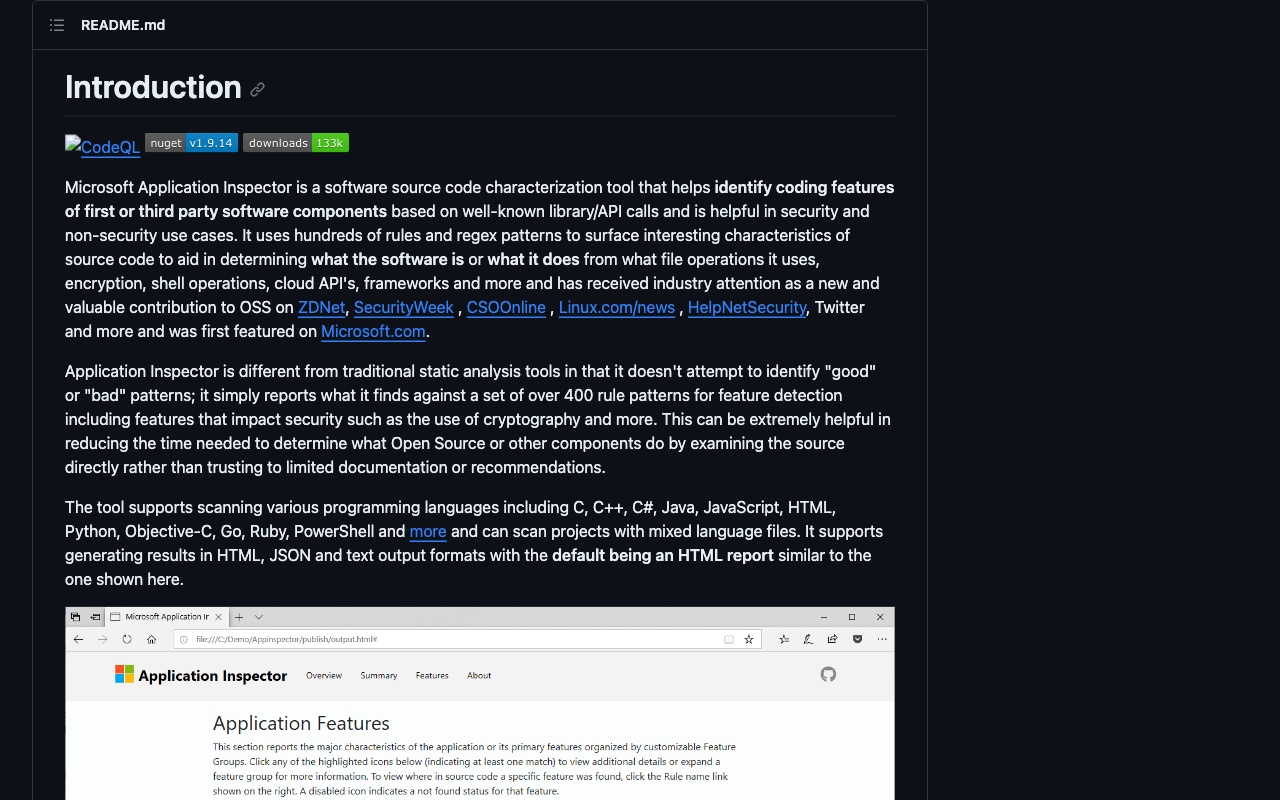 README.md
Introduction
CodeQL nuget v1.9.14 downloads 133k
Microsoft Application Inspector is a software source code characterization tool that helps identify coding features
of first or third party software components based on well-known library/API calls and is helpful in security and
non-security use cases. It uses hundreds of rules and regex patterns to surface interesting characteristics of
source code to aid in determining what the software is or what it does from what file operations it uses,
encryption, shell operations, cloud API's, frameworks and more and has received industry attention as a new and
valuable contribution to OSS on ZDNet, SecurityWeek , CSOOnline , Linux.com/news , HelpNetSecurity, Twitter
and more and was first featured on Microsoft.com.
Application Inspector is different from traditional static analysis tools in that it doesn't attempt to identify "good"
or "bad" patterns; it simply reports what it finds against a set of over 400 rule patterns for feature detection
including features that impact security such as the use of cryptography and more. This can be extremely helpful in
reducing the time needed to determine what Open Source or other components do by examining the source
directly rather than trusting to limited documentation or recommendations.
The tool supports scanning various programming languages including C, C++, C#, Java, JavaScript, HTML,
Python, Objective-C, Go, Ruby, PowerShell and more and can scan projects with mixed language files. It supports
generating results in HTML, JSON and text output formats with the default being an HTML report similar to the
one shown here.
Microsoft Application Ir
file:///C:/Demo/Appinspector/publish/output.html#
Application Inspector Overview Summary Features About
Application Features
This section reports the major characteristics of the application or its primary features organized by customizable Feature
Groups. Click any of the highlighted icons below (indicating at least one match) to view additional details or expand a
feature group for more information. To view where in source code a specific feature was found, click the Rule name link
shown on the right. A disabled icon indicates a not found status for that feature.